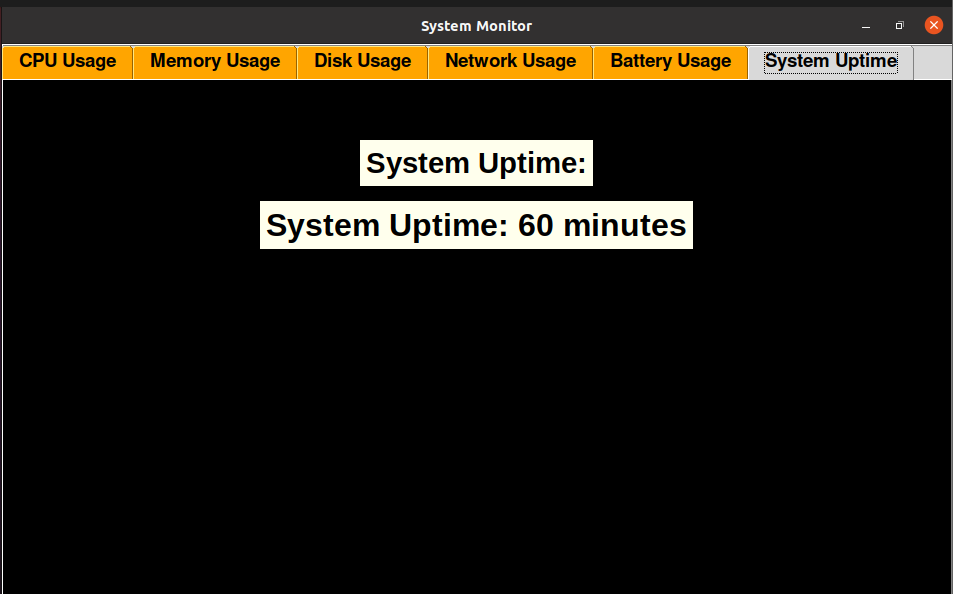 System Monitor
CPU Usage Memory Usage Disk Usage Network Usage Battery Usage System Uptime
System Uptime:
System Uptime: 60 minutes